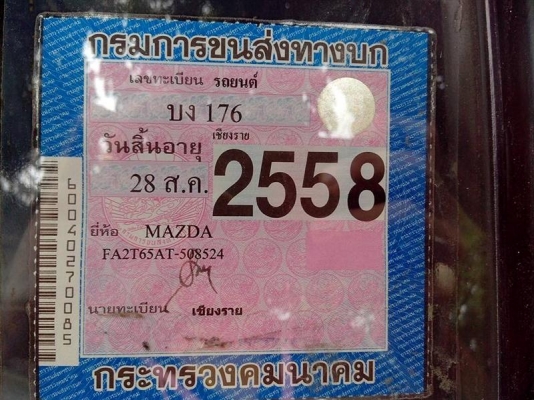 กรมการขนส่งทางบก
เลขทะเบียน รถยนต์
บง 176
เชียงราย
วันสิ้นอายุ
28 ส.ค. 2558
ยี่ห้อ MAZDA
FA2T65AT-508524
นายทะเบียน เชียงราย
กระทรวงคมนาคม
60040270085